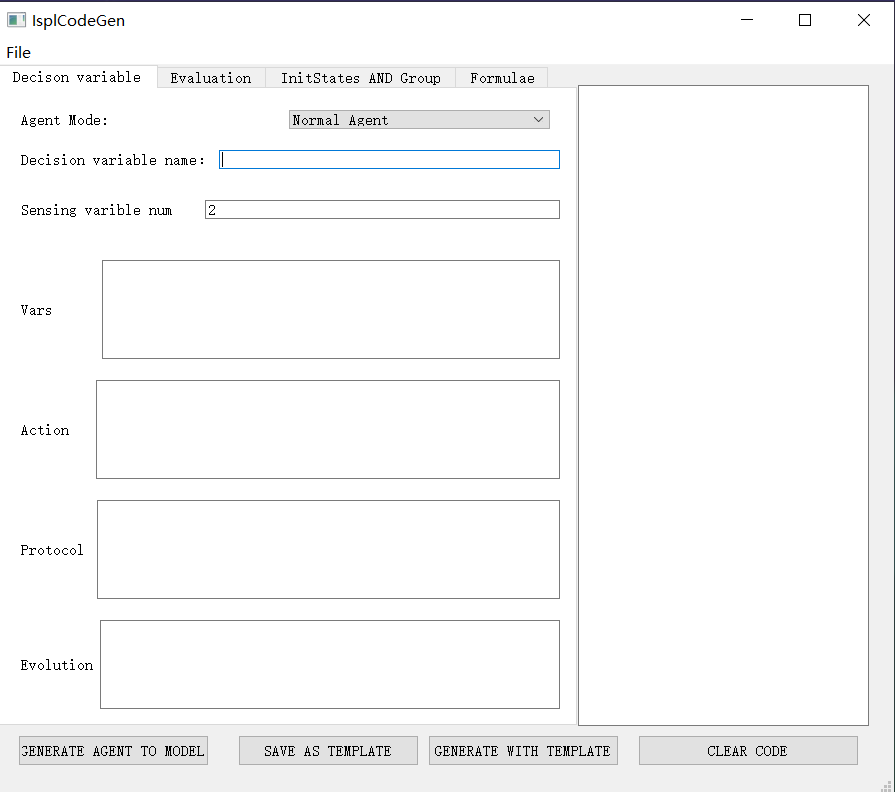 IsplCodeGen
File
Decison variable Evaluation InitStates AND Group Formulae
Agent Mode: Normal Agent
Decision variable name:
Sensing varible num 2
Vars
Action
Protocol
Evolution
GENERATE AGENT TO MODEL SAVE AS TEMPLATE GENERATE WITH TEMPLATE CLEAR CODE